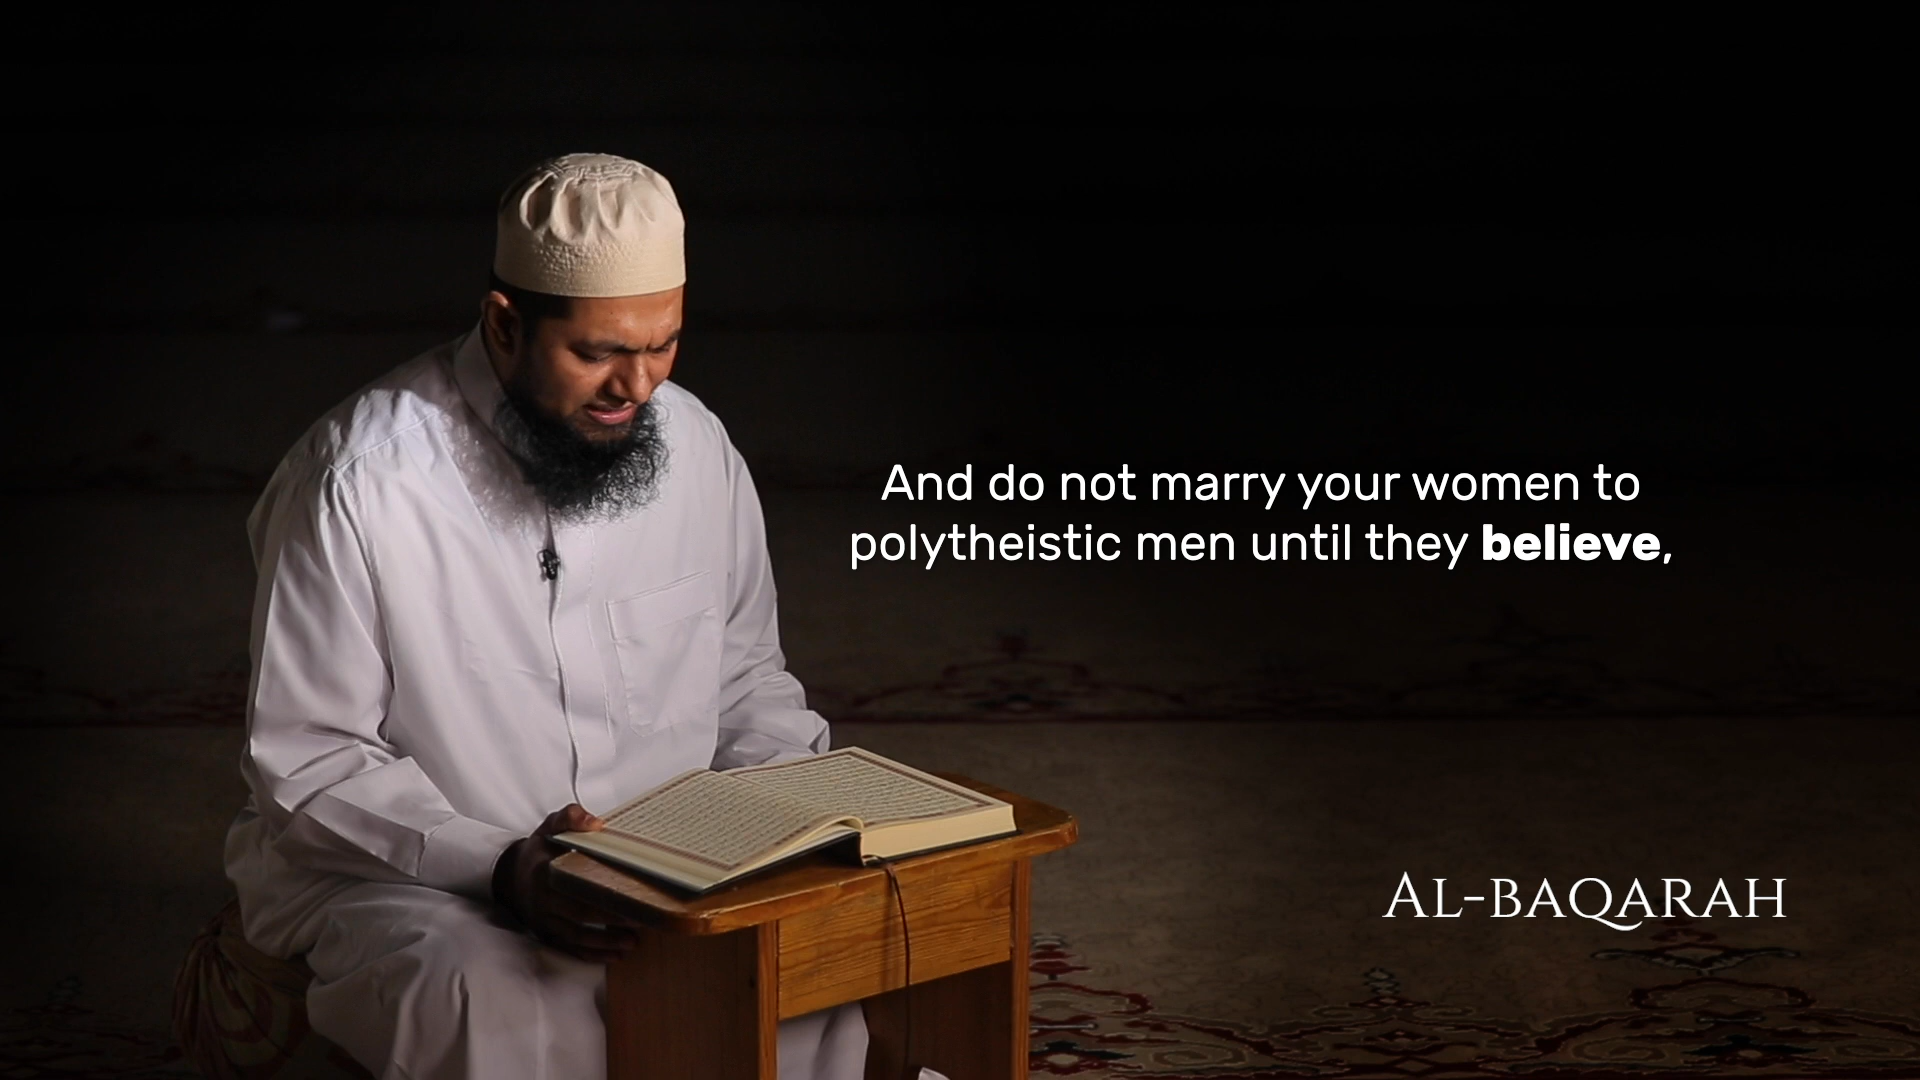 And do not marry your women to
polytheistic men until they believe,
AL-BAQARAH